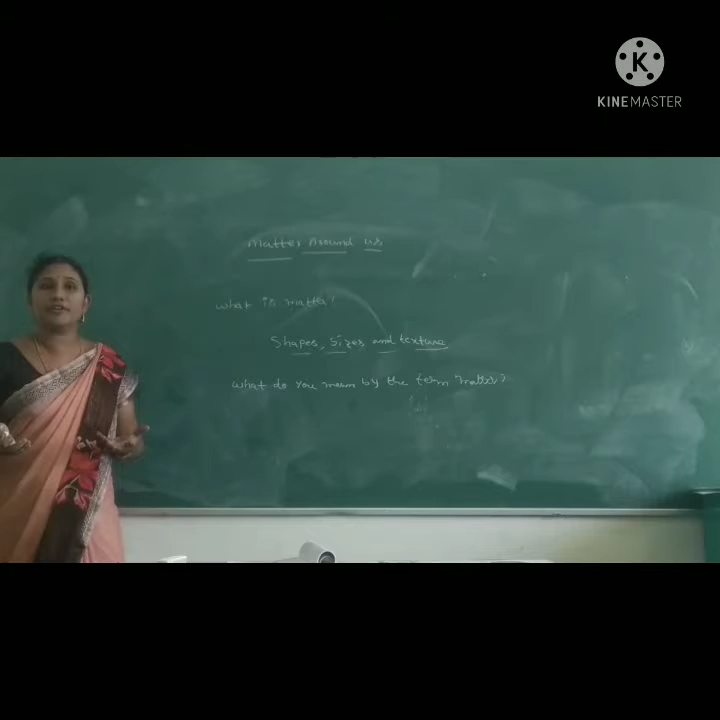 KINEMASTER
Matter Around us
what is matter?
Shapes, Sizes and texture
what do you mean by the term matter?